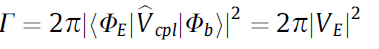 Γ = 2π|⟨Φ_E|V̂_cpl|Φ_b⟩|² = 2π|V_E|²